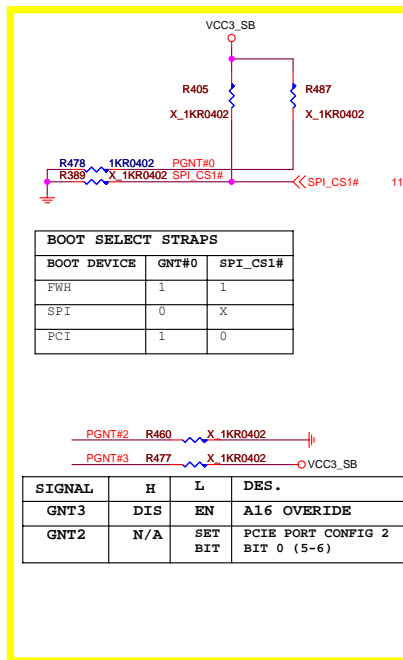 VCC3_SB
R405 R487
X_1KR0402 X_1KR0402
R478 1KR0402 PGNT#0
R389 X_1KR0402 SPI_CS1#
SPI_CS1# 11
BOOT SELECT STRAPS
BOOT DEVICE GNT#0 SPI_CS1#
FWH 1 1
SPI 0 X
PCI 1 0
PGNT#2 R460 X_1KR0402
PGNT#3 R477 X_1KR0402 VCC3_SB
SIGNAL H L DES.
GNT3 DIS EN A16 OVERIDE
GNT2 N/A SET PCIE PORT CONFIG 2
BIT BIT 0 (5-6)